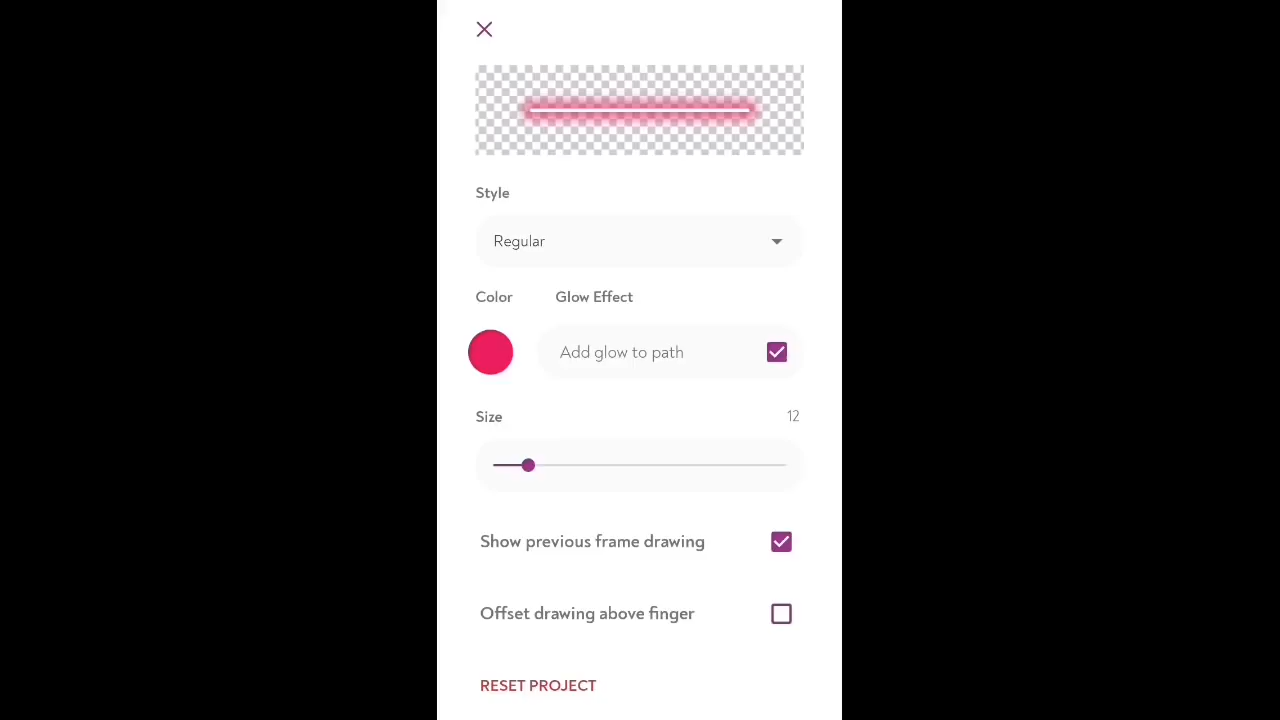 Style
Regular
Color Glow Effect
Add glow to path
Size 12
Show previous frame drawing
Offset drawing above finger
RESET PROJECT